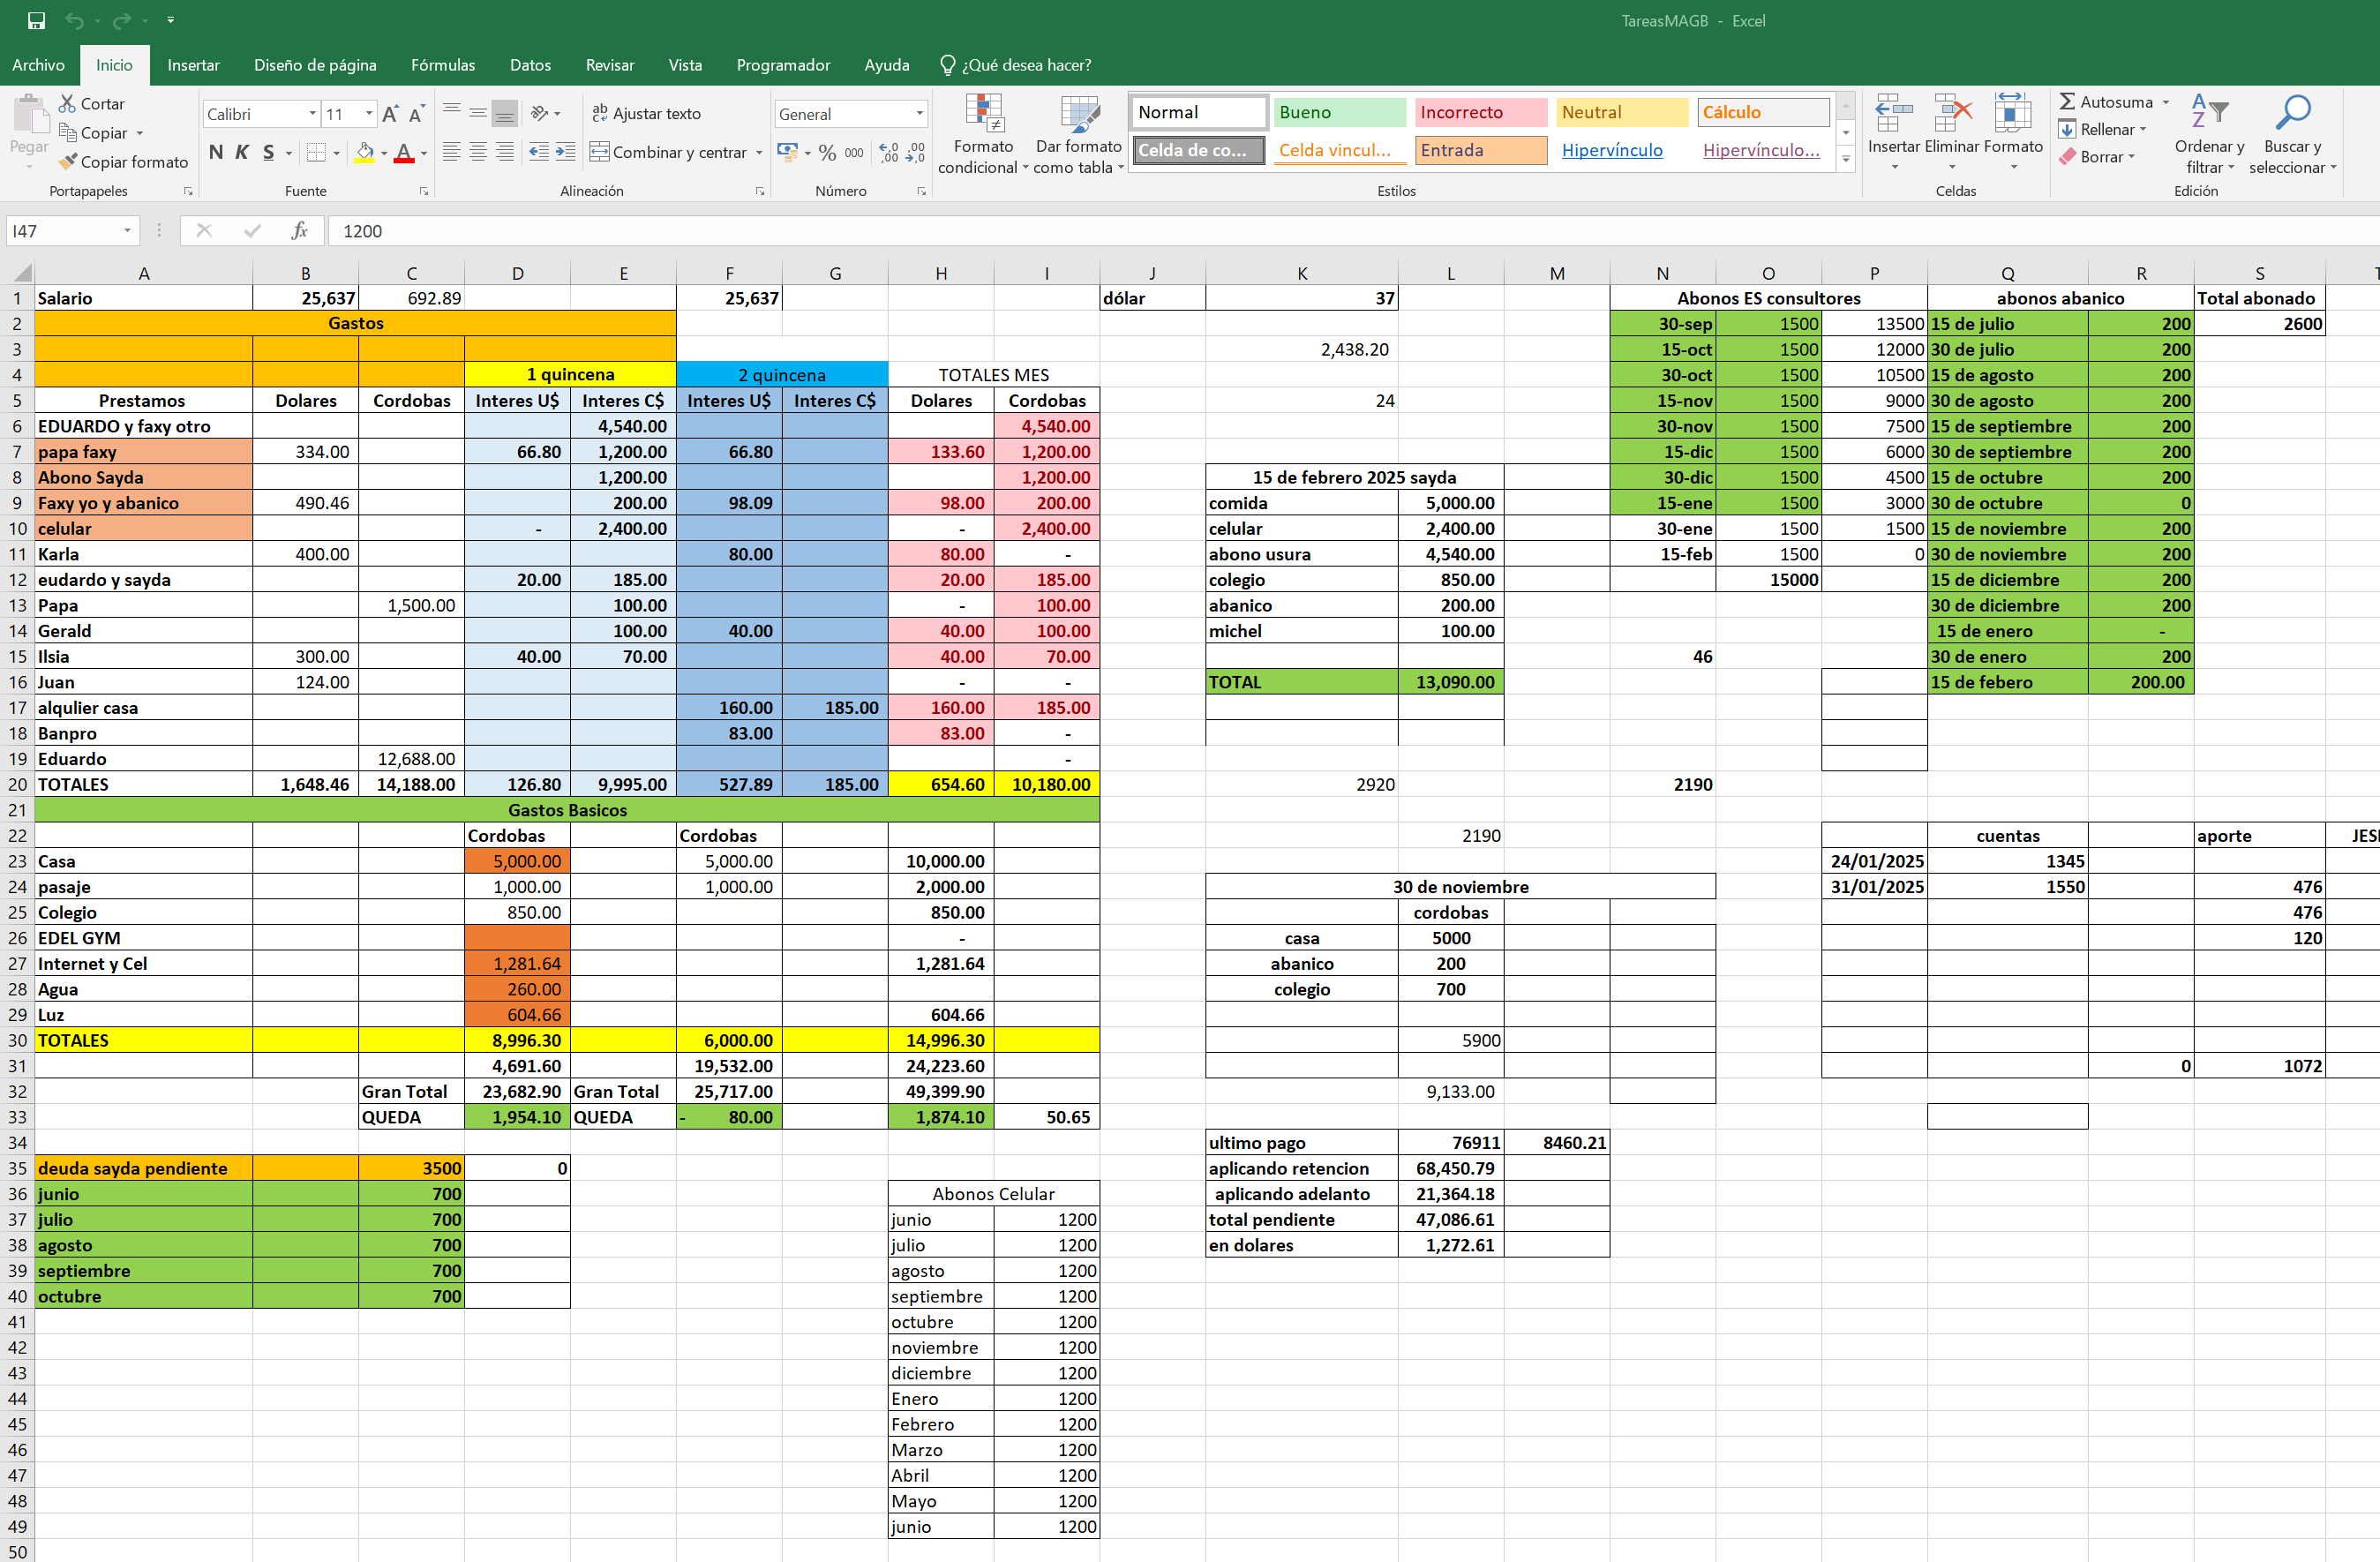 TareasMAGB - Excel
Archivo Inicio Insertar Diseño de página Fórmulas Datos Revisar Vista Programador Ayuda ¿Qué desea hacer?
Pegar Cortar Copiar Copiar formato Portapapeles
Calibri 11 N K S Fuente
Ajustar texto Combinar y centrar Alineación
General % 000 Número
Formato condicional Dar formato como tabla
Normal Bueno Incorrecto Neutral Cálculo
Celda de co... Celda vincul... Entrada Hipervínculo Hipervínculo...
Estilos
Insertar Eliminar Formato Celdas
Autosuma Rellenar Borrar Ordenar y filtrar Buscar y seleccionar Edición
I47 fx 1200
A B C D E F G H I J K L M N O P Q R S T
1 Salario 25,637 692.89 25,637 dólar 37 Abonos ES consultores abonos abanico Total abonado
2 Gastos 30-sep 1500 13500 15 de julio 200 2600
3 2,438.20 15-oct 1500 12000 30 de julio 200
4 1 quincena 2 quincena TOTALES MES 30-oct 1500 10500 15 de agosto 200
5 Prestamos Dolares Cordobas Interes U$ Interes C$ Interes U$ Interes C$ Dolares Cordobas 24 15-nov 1500 9000 30 de agosto 200
6 EDUARDO y faxy otro 4,540.00 4,540.00 30-nov 1500 7500 15 de septiembre 200
7 papa faxy 334.00 66.80 1,200.00 66.80 133.60 1,200.00 15-dic 1500 6000 30 de septiembre 200
8 Abono Sayda 1,200.00 1,200.00 15 de febrero 2025 sayda 30-dic 1500 4500 15 de octubre 200
9 Faxy yo y abanico 490.46 200.00 98.09 98.00 200.00 comida 5,000.00 15-ene 1500 3000 30 de octubre 0
10 celular - 2,400.00 - 2,400.00 celular 2,400.00 30-ene 1500 1500 15 de noviembre 200
11 Karla 400.00 80.00 80.00 - abono usura 4,540.00 15-feb 1500 0 30 de noviembre 200
12 eudardo y sayda 20.00 185.00 20.00 185.00 colegio 850.00 15000 15 de diciembre 200
13 Papa 1,500.00 100.00 - 100.00 abanico 200.00 30 de diciembre 200
14 Gerald 100.00 40.00 40.00 100.00 michel 100.00 15 de enero -
15 Ilsia 300.00 40.00 70.00 40.00 70.00 46 30 de enero 200
16 Juan 124.00 - - TOTAL 13,090.00 15 de febero 200.00
17 alqulier casa 160.00 185.00 160.00 185.00
18 Banpro 83.00 83.00 -
19 Eduardo 12,688.00 -
20 TOTALES 1,648.46 14,188.00 126.80 9,995.00 527.89 185.00 654.60 10,180.00 2920 2190
21 Gastos Basicos
22 Cordobas Cordobas 2190 cuentas aporte
23 Casa 5,000.00 5,000.00 10,000.00 24/01/2025 1345
24 pasaje 1,000.00 1,000.00 2,000.00 30 de noviembre 31/01/2025 1550 476
25 Colegio 850.00 850.00 cordobas 476
26 EDEL GYM - casa 5000 120
27 Internet y Cel 1,281.64 1,281.64 abanico 200
28 Agua 260.00 colegio 700
29 Luz 604.66 604.66
30 TOTALES 8,996.30 6,000.00 14,996.30 5900
31 4,691.60 19,532.00 24,223.60 0 1072
32 Gran Total 23,682.90 Gran Total 25,717.00 49,399.90 9,133.00
33 QUEDA 1,954.10 QUEDA - 80.00 1,874.10 50.65
34 ultimo pago 76911 8460.21
35 deuda sayda pendiente 3500 0 aplicando retencion 68,450.79
36 junio 700 Abonos Celular aplicando adelanto 21,364.18
37 julio 700 junio 1200 total pendiente 47,086.61
38 agosto 700 julio 1200 en dolares 1,272.61
39 septiembre 700 agosto 1200
40 octubre 700 septiembre 1200
41 octubre 1200
42 noviembre 1200
43 diciembre 1200
44 Enero 1200
45 Febrero 1200
46 Marzo 1200
47 Abril 1200
48 Mayo 1200
49 junio 1200
50